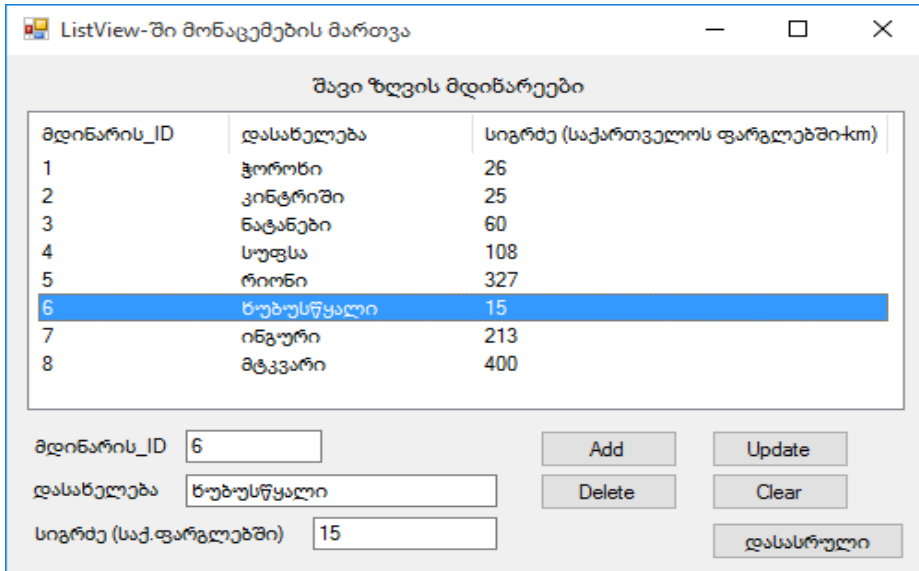 ListView-ში მონაცემების მართვა
შავი ზღვის მდინარეები
მდინარის_ID დასახელება სიგრძე (საქართველოს ფარგლებში-km)
1 ჭოროხი 26
2 კინტრიში 25
3 ნატანები 60
4 სუფსა 108
5 რიონი 327
6 ხუბუსწყალი 15
7 ინგური 213
8 მტკვარი 400
მდინარის_ID 6 Add Update
დასახელება ხუბუსწყალი Delete Clear
სიგრძე (საქ.ფარგლებში) 15 დასასრული